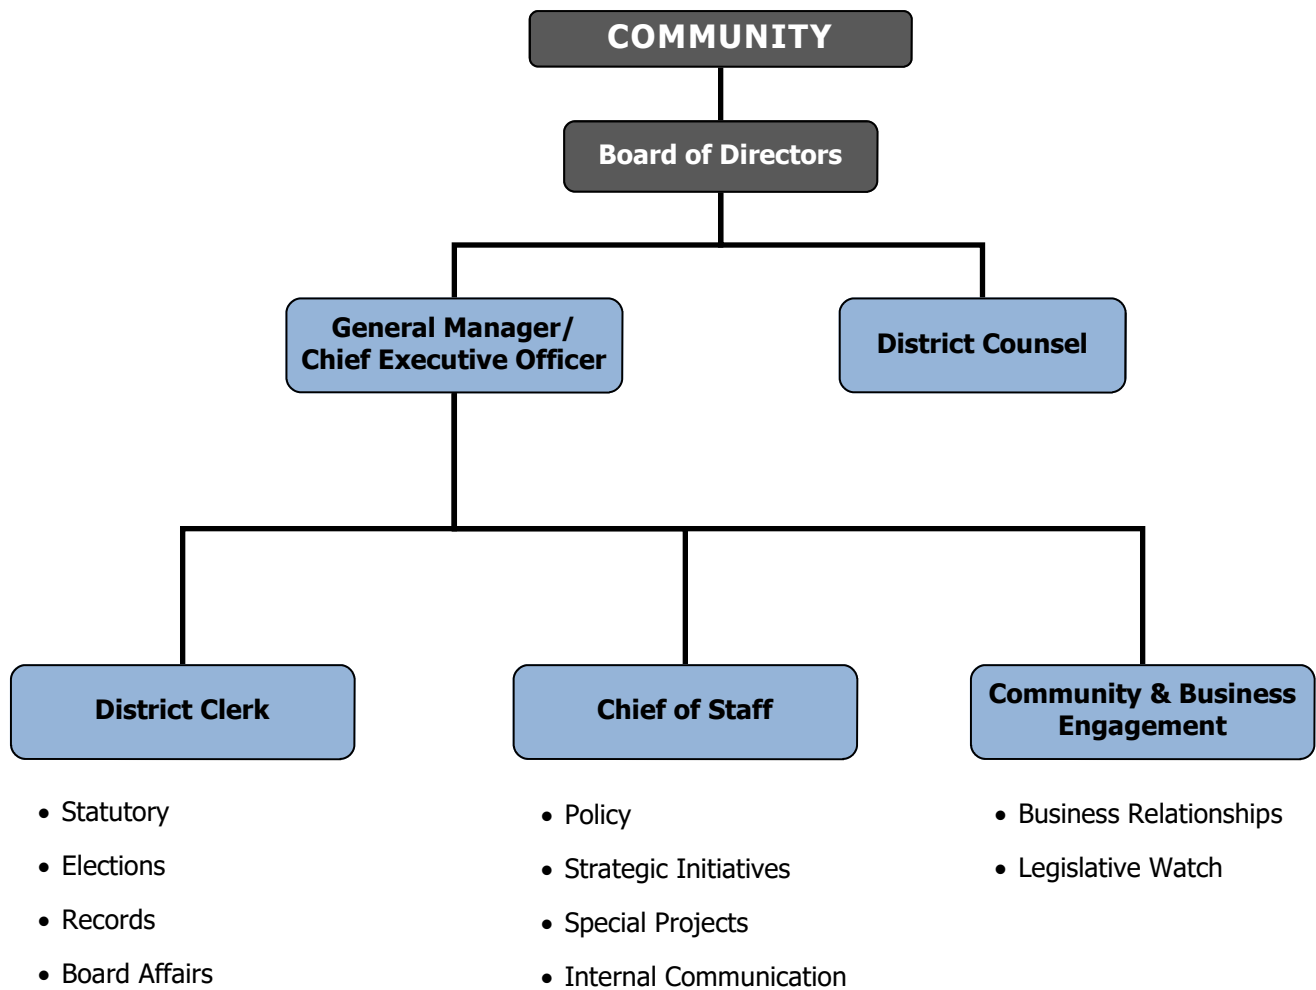 COMMUNITY
Board of Directors
General Manager/
Chief Executive Officer
District Counsel
District Clerk
• Statutory
• Elections
• Records
• Board Affairs
Chief of Staff
• Policy
• Strategic Initiatives
• Special Projects
• Internal Communication
Community & Business
Engagement
• Business Relationships
• Legislative Watch